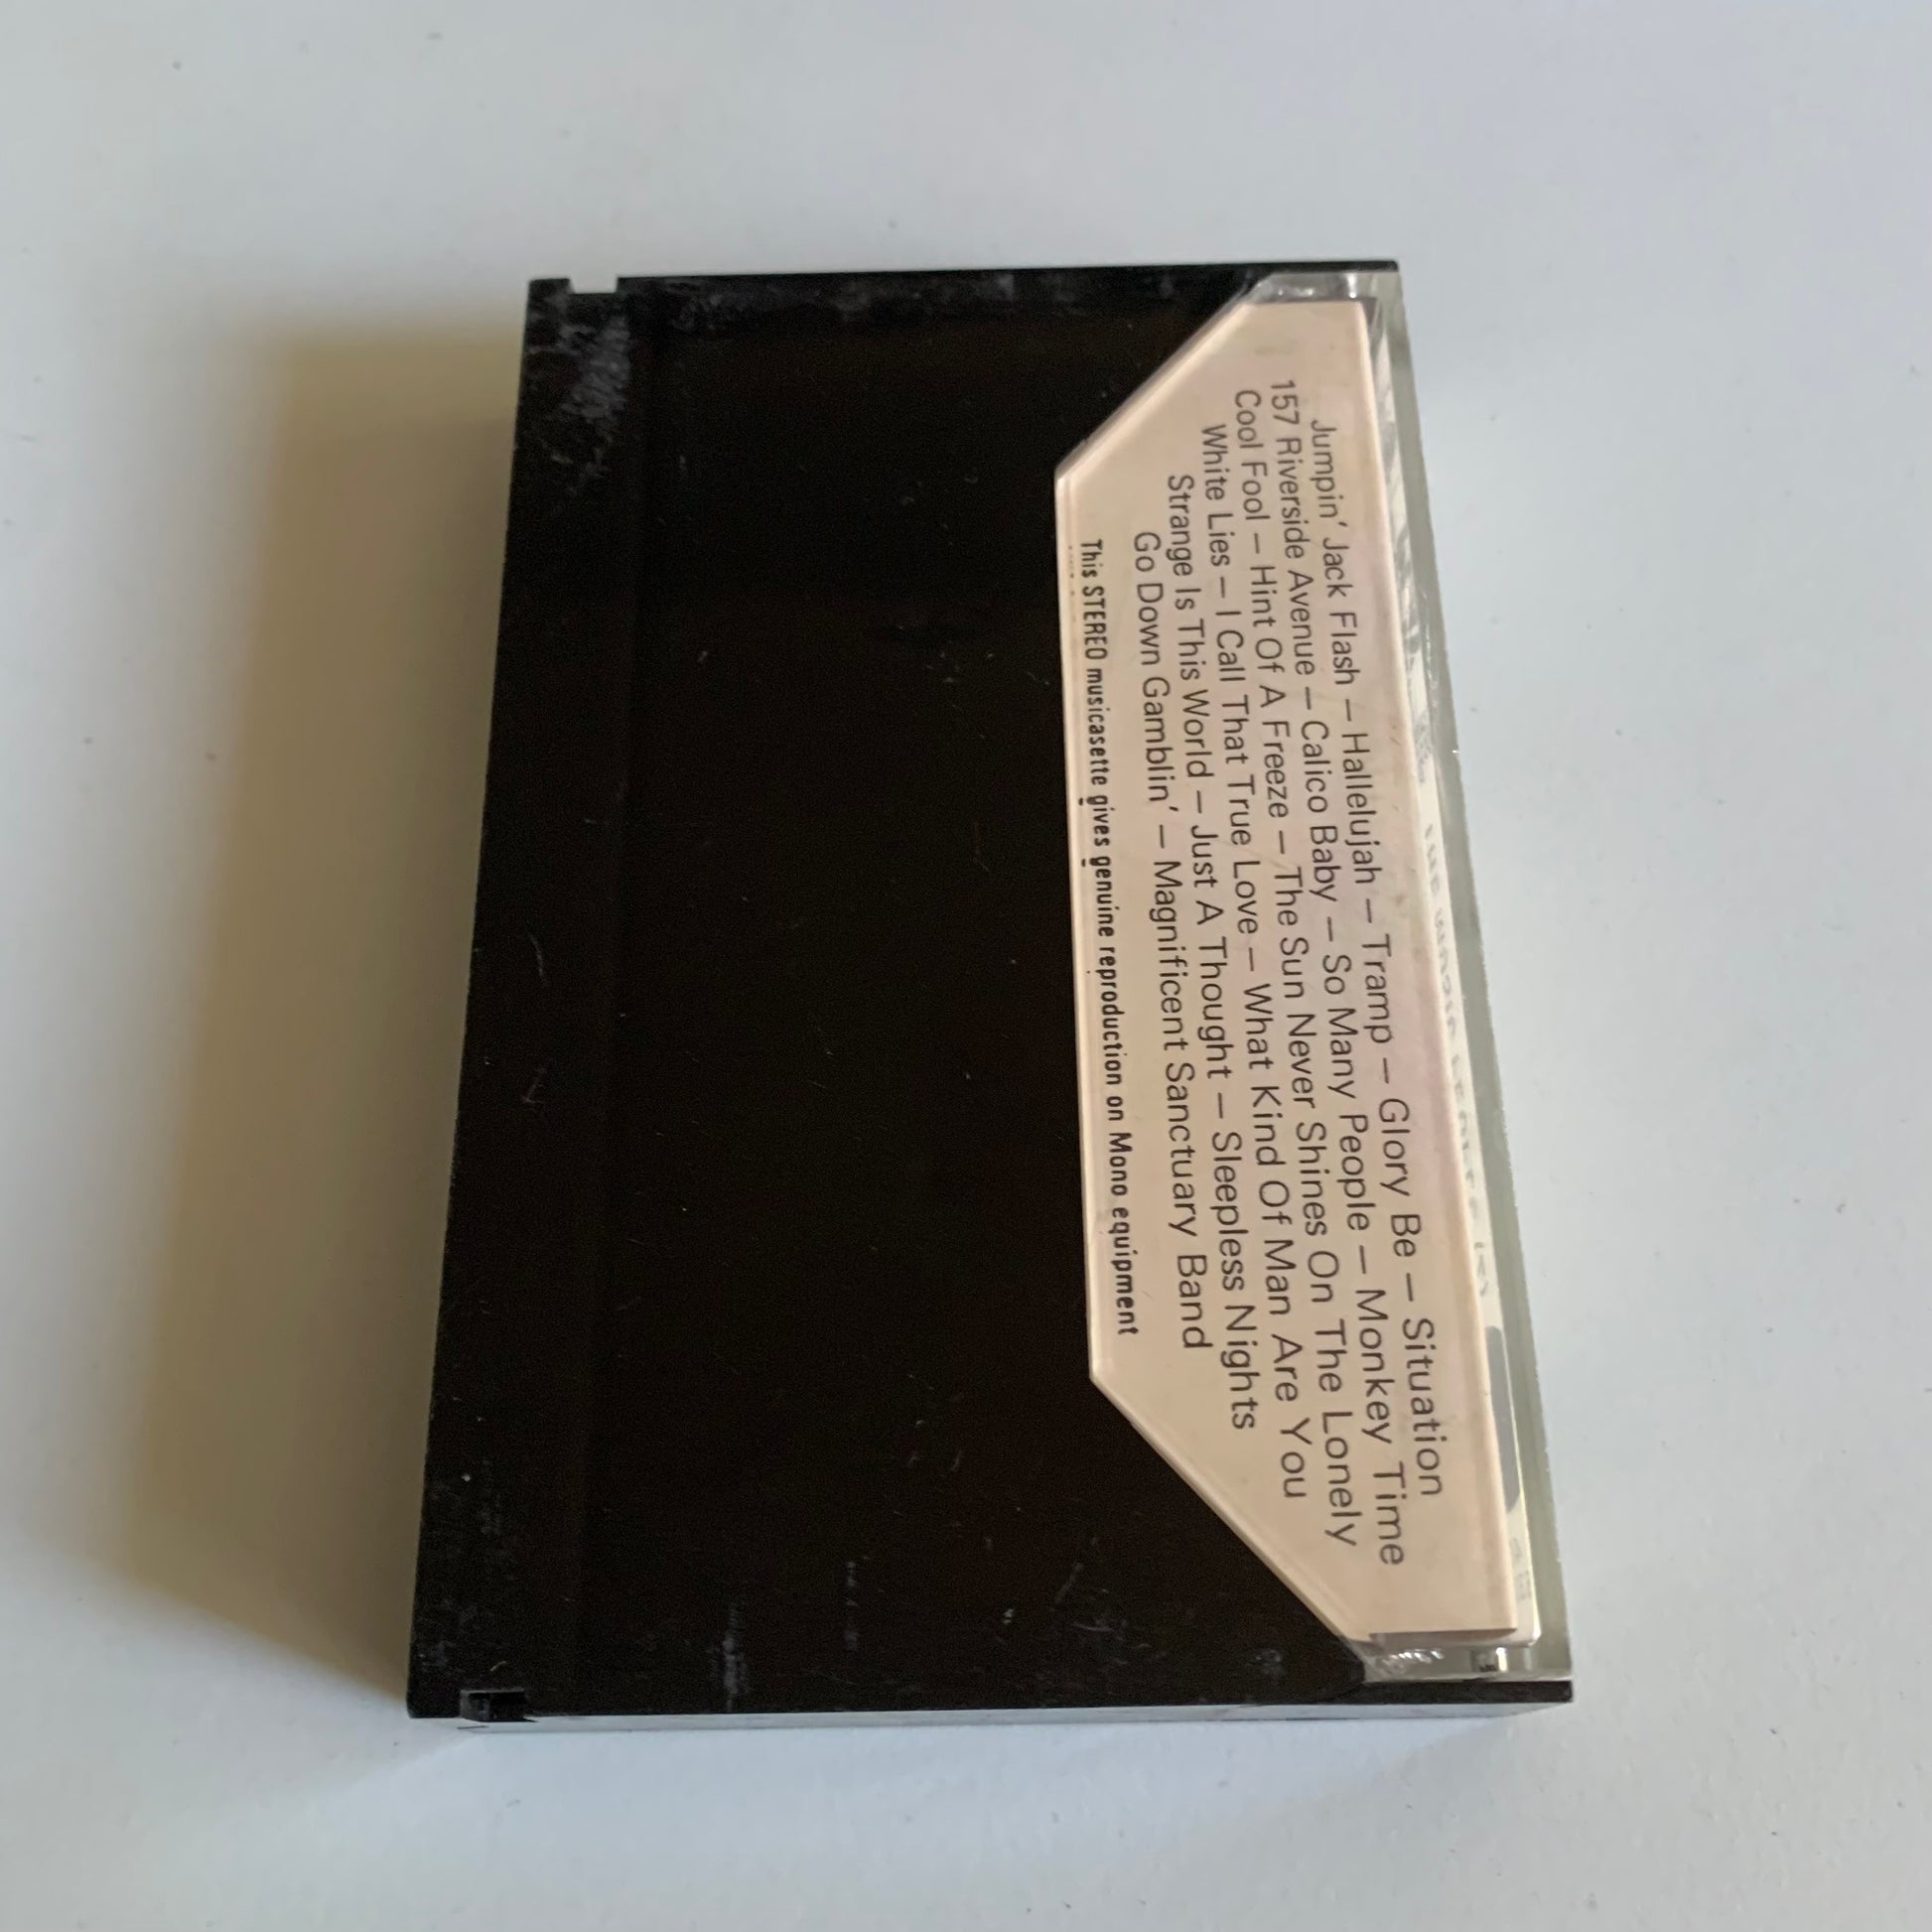 Jumpin' Jack Flash – Hallelujah – Tramp – Glory Be – Situation
157 Riverside Avenue – Calico Baby – So Many People – Monkey Time
Cool Fool – Hint Of A Freeze – The Sun Never Shines On The Lonely
White Lies – I Call That True Love – What Kind Of Man Are You
Strange Is This World – Just A Thought – Sleepless Nights
Go Down Gamblin' – Magnificent Sanctuary Band
This STEREO musicasette gives genuine reproduction on Mono equipment